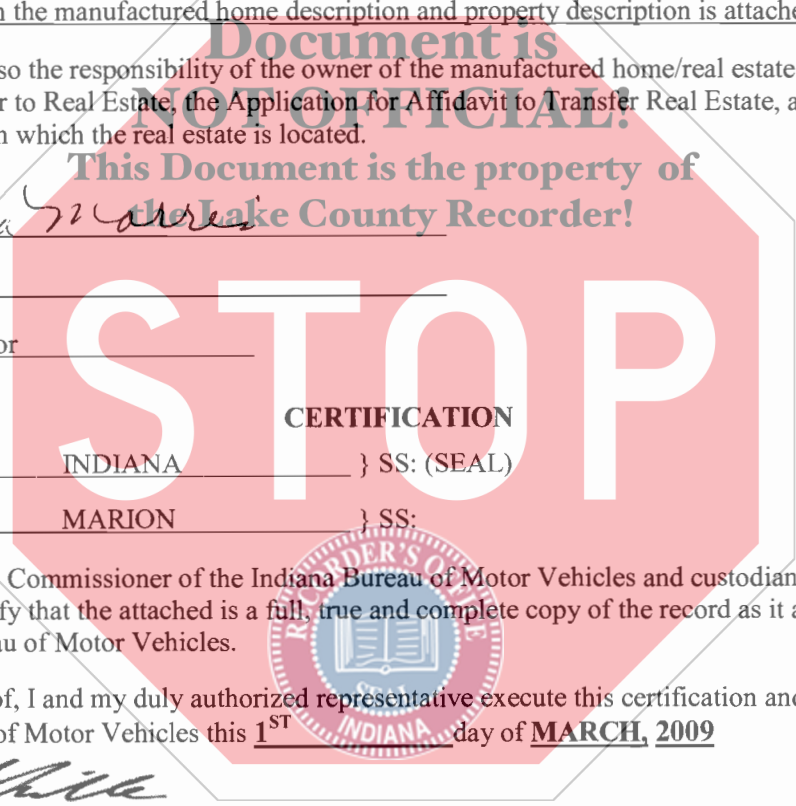 n the manufactured home description and property description is attache
Document is
so the responsibility of the owner of the manufactured home/real estate
r to Real Estate, the Application for Affidavit to Transfer Real Estate, a
NOT OFFICIAL!
n which the real estate is located.
This Document is the property of
the Lake County Recorder!
a Morris
STOP
or
CERTIFICATION
INDIANA } SS: (SEAL)
MARION } SS:
RECORDER'S OFFICE
Commissioner of the Indiana Bureau of Motor Vehicles and custodian
fy that the attached is a full, true and complete copy of the record as it a
au of Motor Vehicles.
SEAL
of, I and my duly authorized representative execute this certification and
INDIANA
of Motor Vehicles this 1ST day of MARCH, 2009